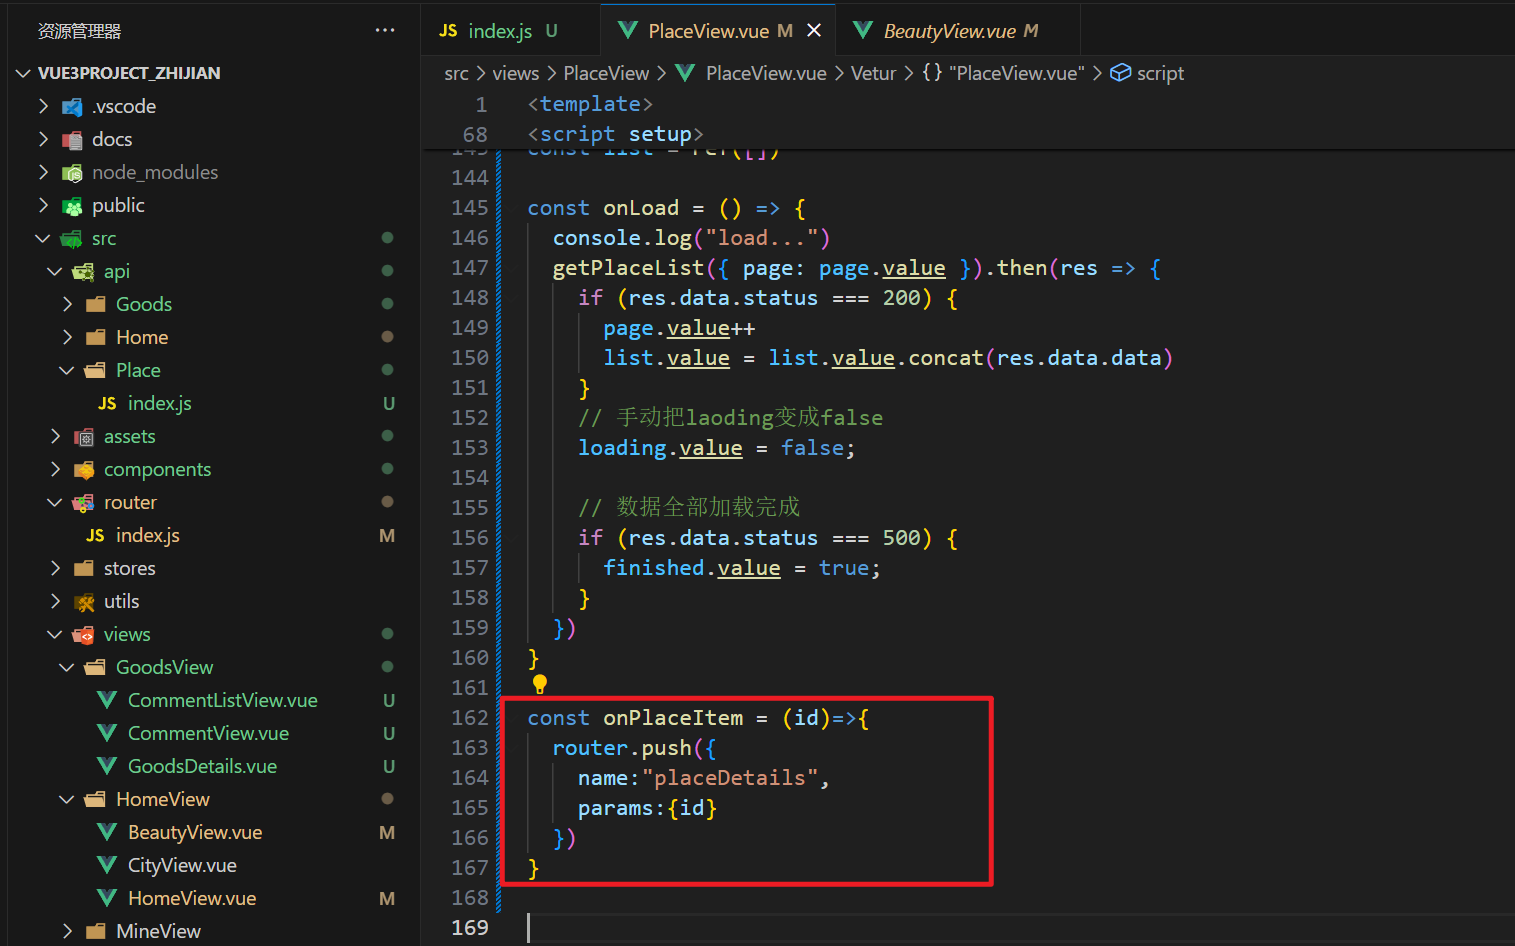 资源管理器 ···
VUE3PROJECT_ZHIJIAN
.vscode
docs
node_modules
public
src
api
Goods
Home
Place
JS index.js U
assets
components
router
JS index.js M
stores
utils
views
GoodsView
CommentListView.vue U
CommentView.vue U
GoodsDetails.vue U
HomeView
BeautyView.vue M
CityView.vue
HomeView.vue M
MineView
JS index.js U
PlaceView.vue M
BeautyView.vue M
src > views > PlaceView > PlaceView.vue > Vetur > {} "PlaceView.vue" > script
1 <template>
68 <script setup>
143 const list = ref([])
144
145 const onLoad = () => {
146 console.log("load...")
147 getPlaceList({ page: page.value }).then(res => {
148 if (res.data.status === 200) {
149 page.value++
150 list.value = list.value.concat(res.data.data)
151 }
152 // 手动把laoding变成false
153 loading.value = false;
154
155 // 数据全部加载完成
156 if (res.data.status === 500) {
157 finished.value = true;
158 }
159 })
160 }
161
162 const onPlaceItem = (id)=>{
163 router.push({
164 name:"placeDetails",
165 params:{id}
166 })
167 }
168
169